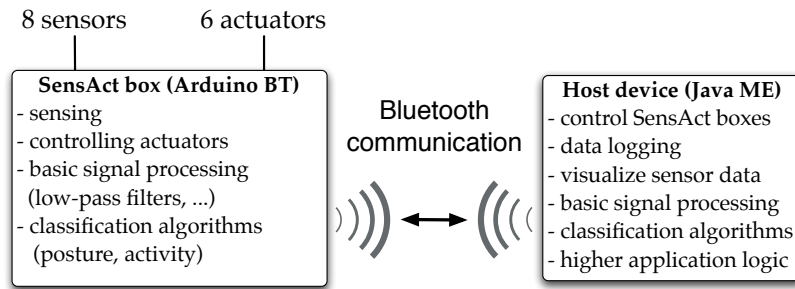 8 sensors
6 actuators
SensAct box (Arduino BT)
- sensing
- controlling actuators
- basic signal processing
(low-pass filters, ...)
- classification algorithms
(posture, activity)
Bluetooth
communication
Host device (Java ME)
- control SensAct boxes
- data logging
- visualize sensor data
- basic signal processing
- classification algorithms
- higher application logic